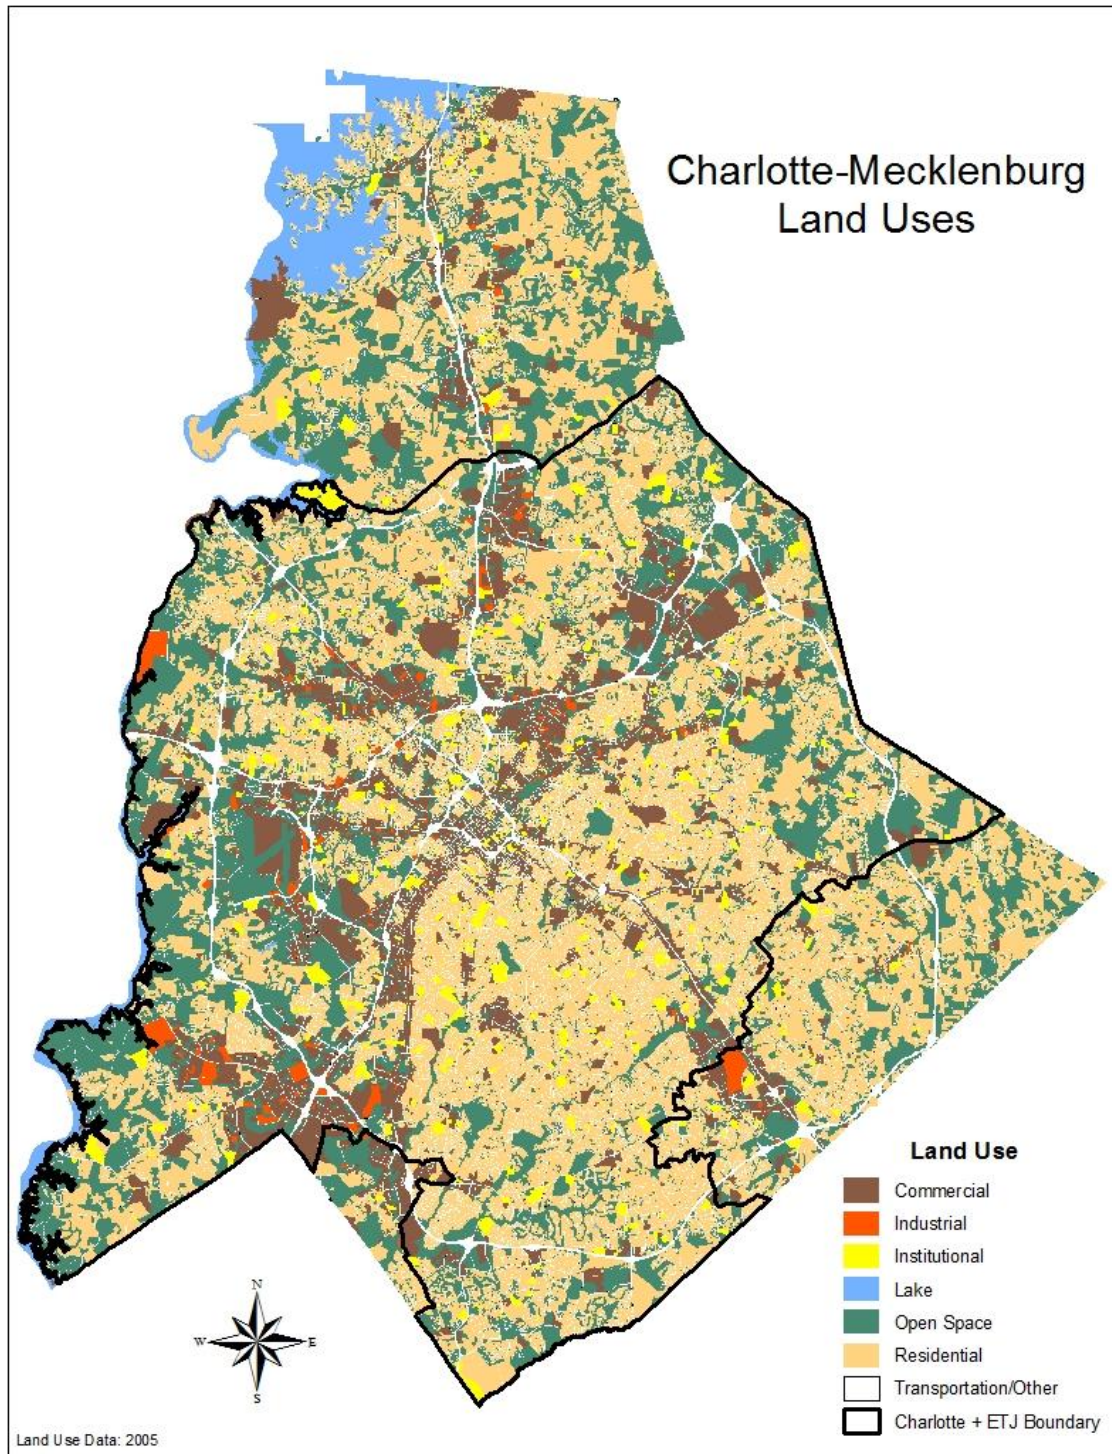 Charlotte-Mecklenburg
Land Uses
N
W
E
S
Land Use
Commercial
Industrial
Institutional
Lake
Open Space
Residential
Transportation/Other
Charlotte + ETJ Boundary
Land Use Data: 2005